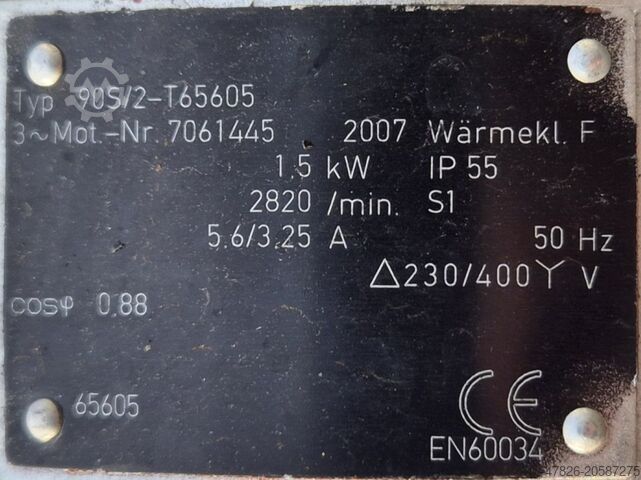 Typ 90S/2-T65605
3~Mot.-Nr. 7061445 2007 Wärmekl. F
1.5 kW IP 55
2820 /min. S1
5.6/3.25 A 50 Hz
△230/400Y V
cosφ 0.88
65605
CE
EN60034
47826-20587275